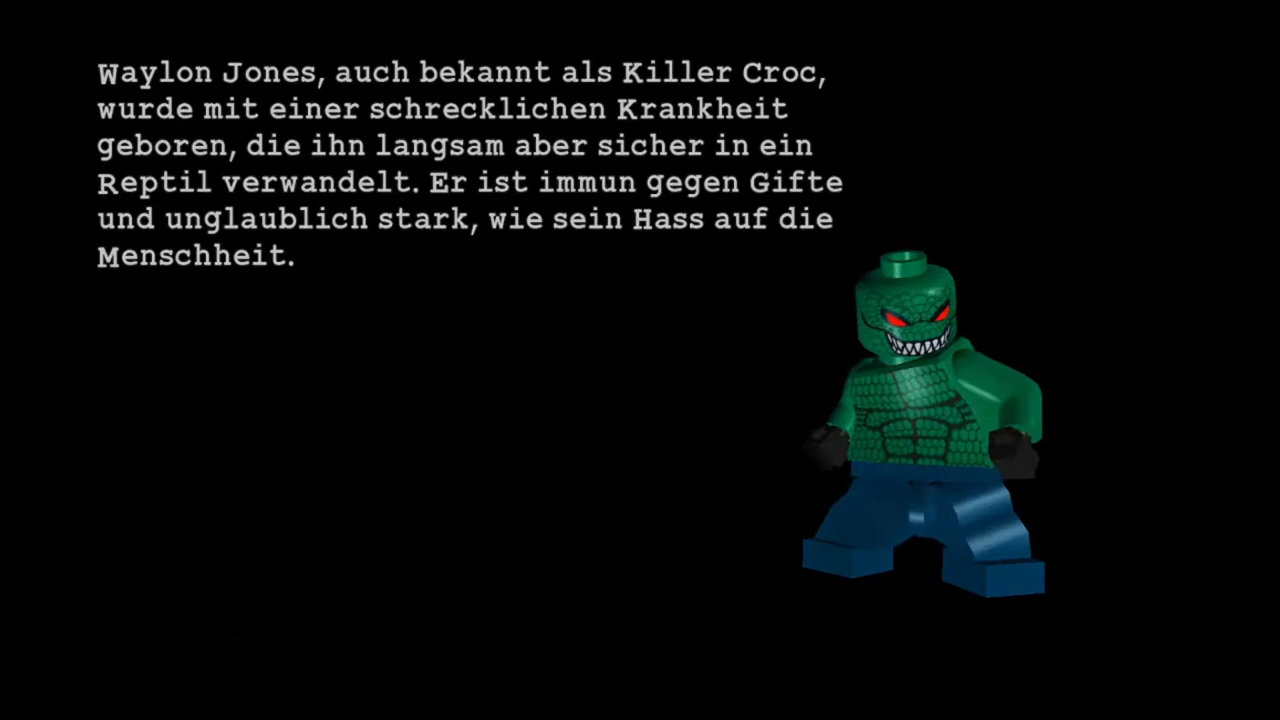 Waylon Jones, auch bekannt als Killer Croc,
wurde mit einer schrecklichen Krankheit
geboren, die ihn langsam aber sicher in ein
Reptil verwandelt. Er ist immun gegen Gifte
und unglaublich stark, wie sein Hass auf die
Menschheit.